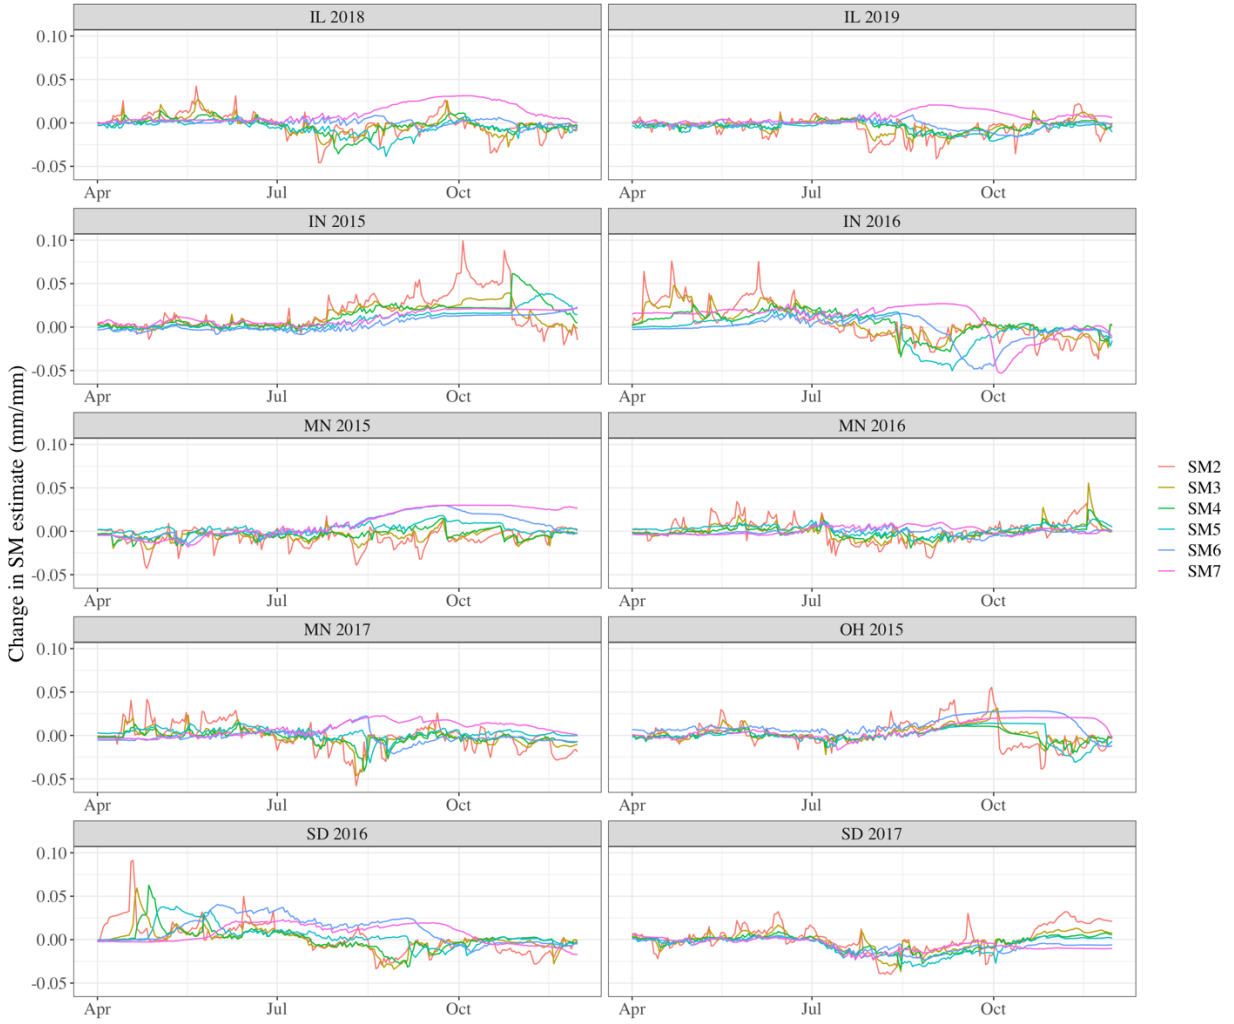 IL 2018
IL 2019
0.10
0.05
0.00
-0.05
Apr
Jul
Oct
Apr
Jul
Oct
IN 2015
IN 2016
0.10
0.05
0.00
-0.05
Apr
Jul
Oct
Apr
Jul
Oct
MN 2015
MN 2016
0.10
0.05
0.00
-0.05
Apr
Jul
Oct
Apr
Jul
Oct
MN 2017
OH 2015
0.10
0.05
0.00
-0.05
Apr
Jul
Oct
Apr
Jul
Oct
SD 2016
SD 2017
0.10
0.05
0.00
-0.05
Apr
Jul
Oct
Apr
Jul
Oct
Change in SM estimate (mm/mm)
SM2
SM3
SM4
SM5
SM6
SM7